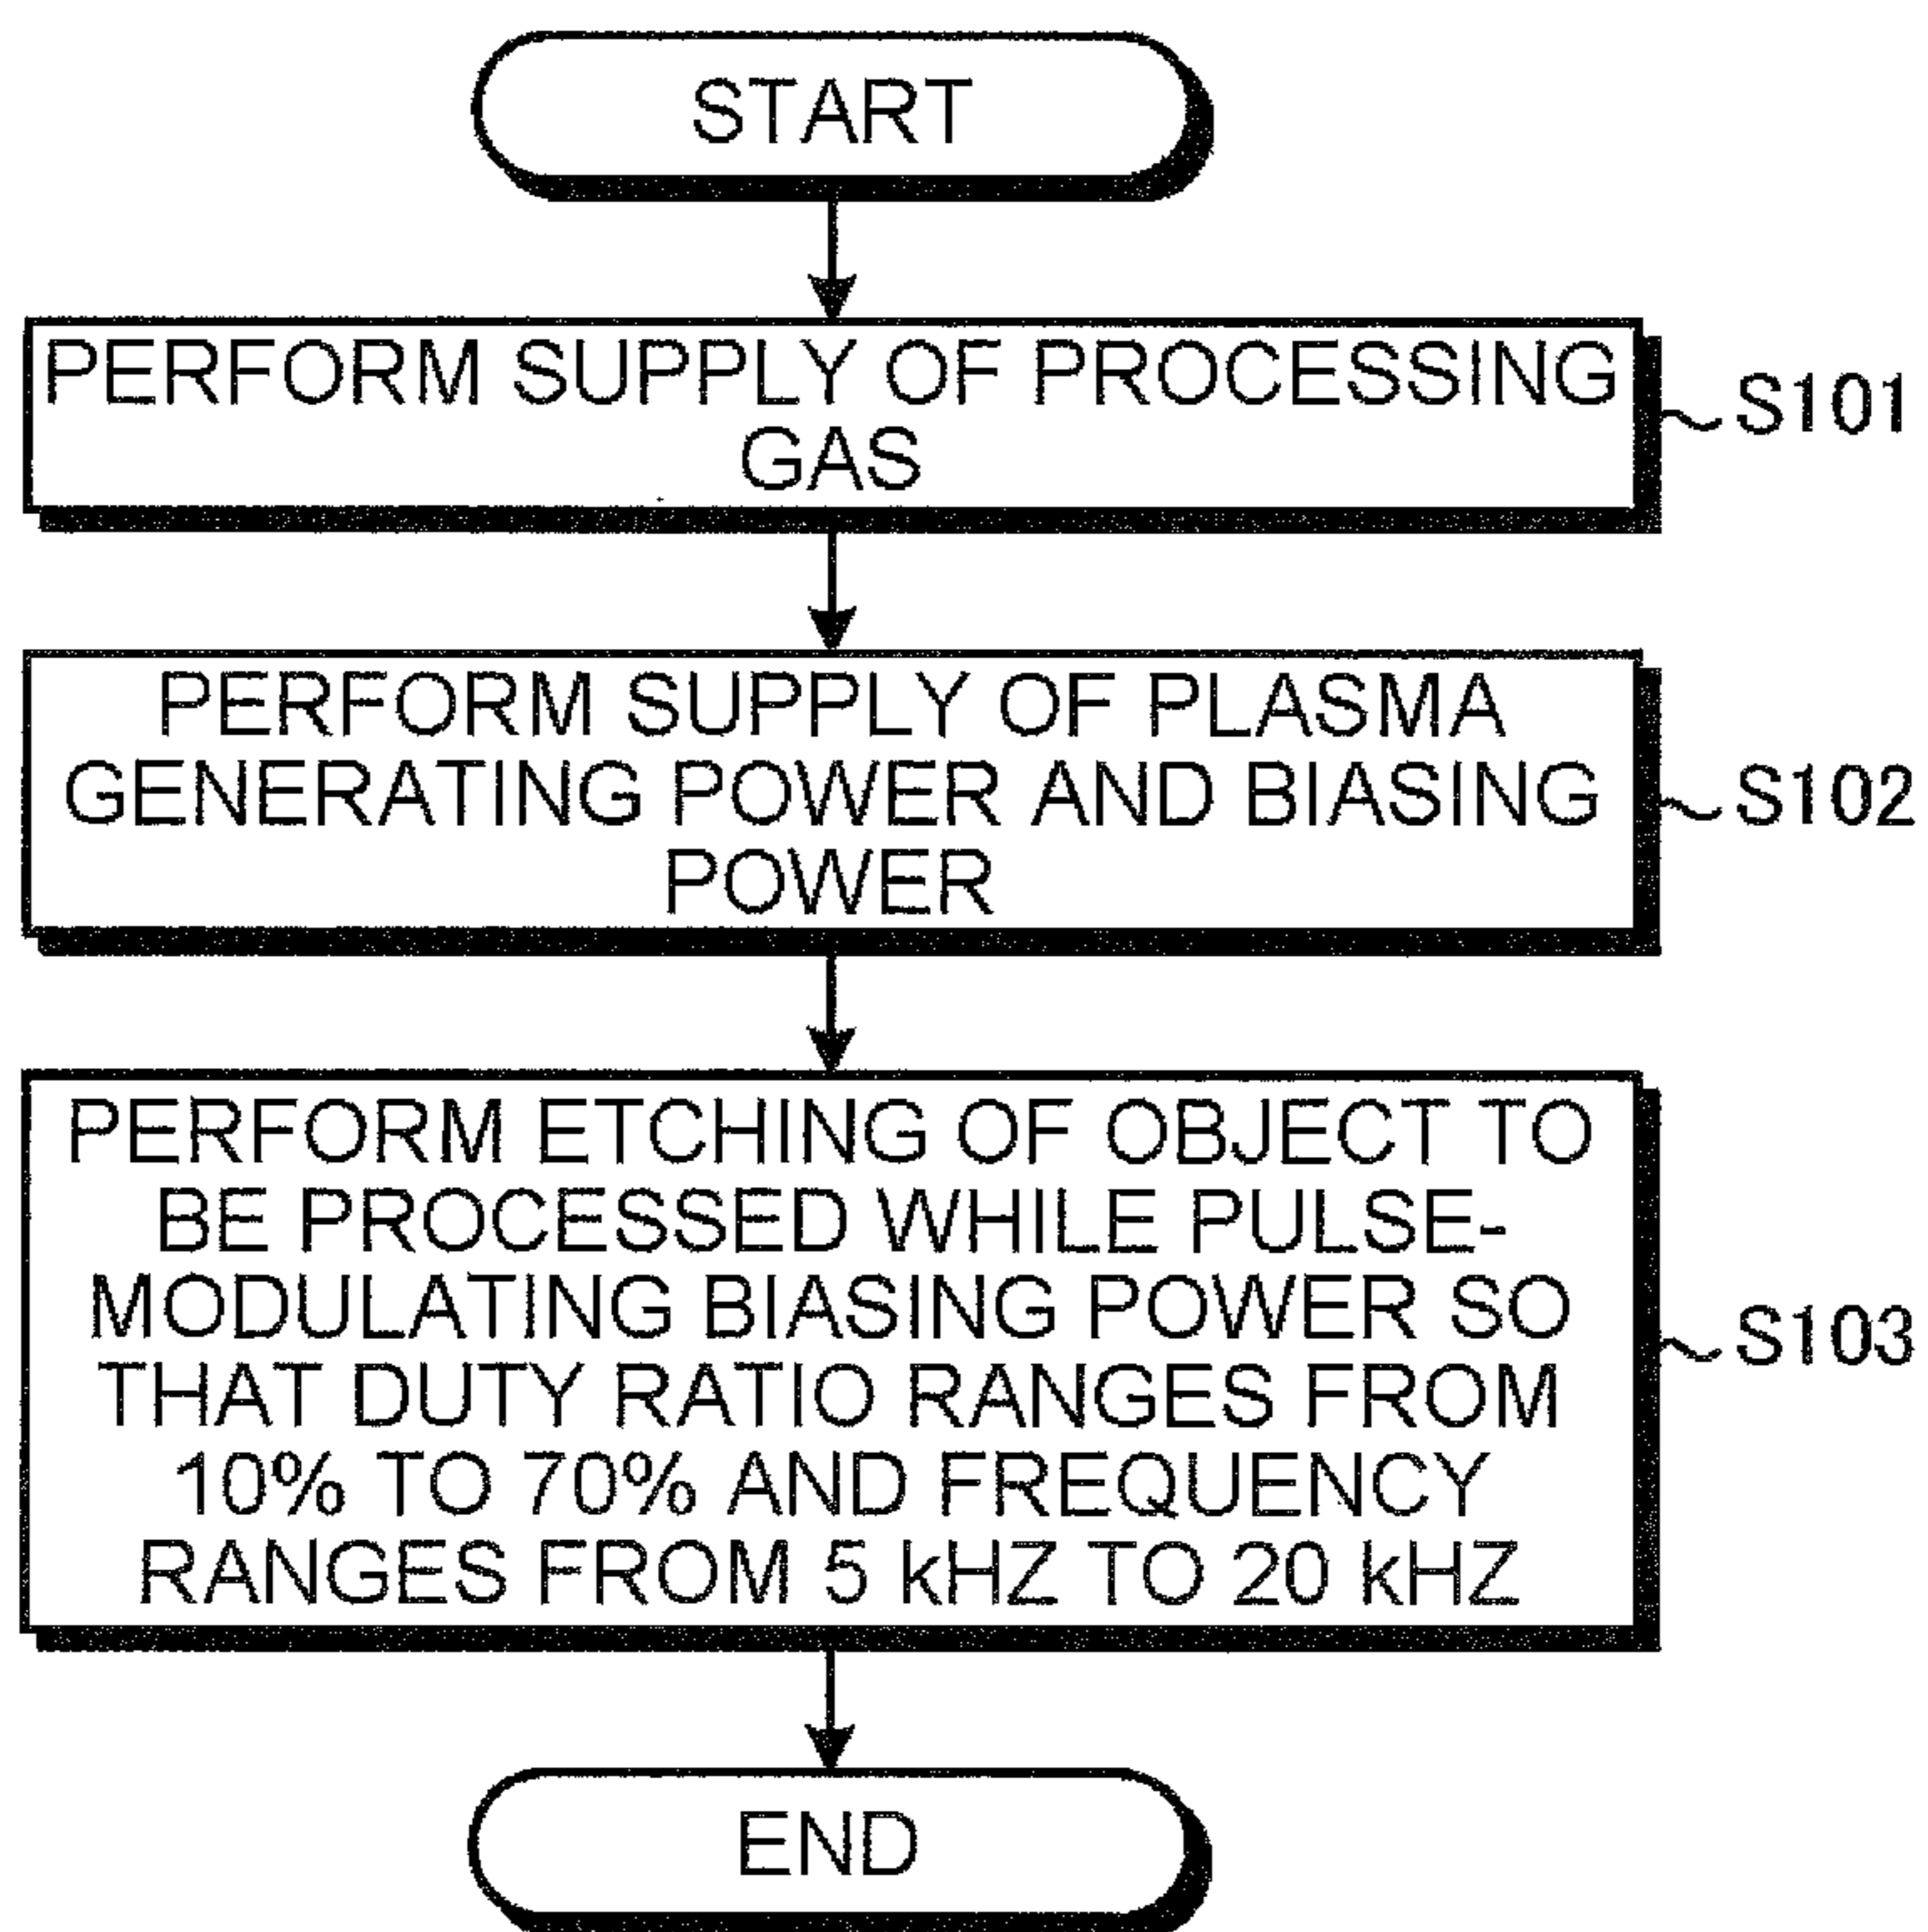 START
PERFORM SUPPLY OF PROCESSING
GAS
S101
PERFORM SUPPLY OF PLASMA
GENERATING POWER AND BIASING
POWER
S102
PERFORM ETCHING OF OBJECT TO
BE PROCESSED WHILE PULSE-
MODULATING BIASING POWER SO
THAT DUTY RATIO RANGES FROM
10% TO 70% AND FREQUENCY
RANGES FROM 5 kHZ TO 20 kHZ
S103
END